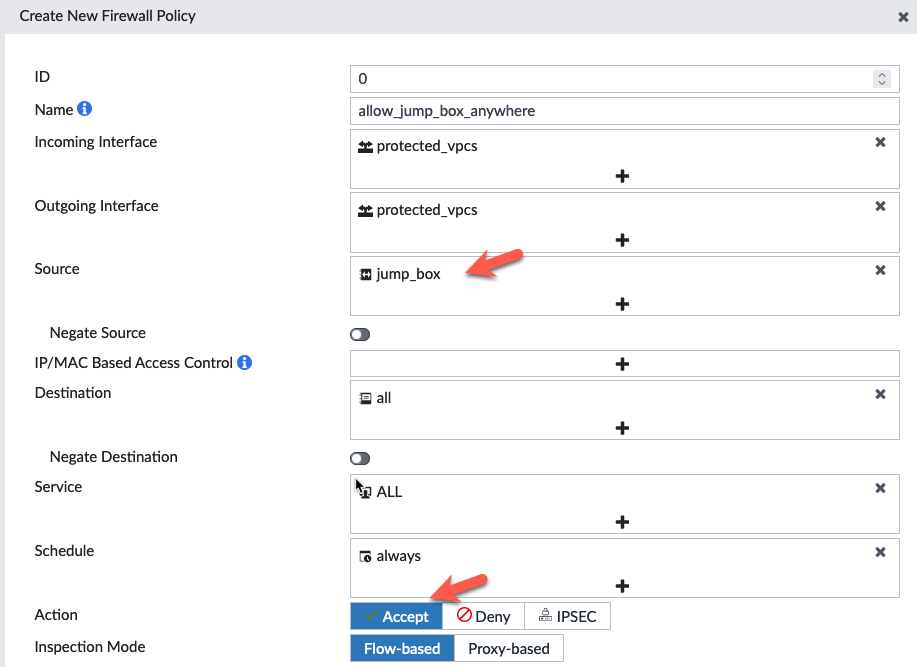 Create New Firewall Policy
ID 0
Name allow_jump_box_anywhere
Incoming Interface protected_vpcs
Outgoing Interface protected_vpcs
Source jump_box
Negate Source
IP/MAC Based Access Control
Destination all
Negate Destination
Service ALL
Schedule always
Action Accept Deny IPSEC
Inspection Mode Flow-based Proxy-based